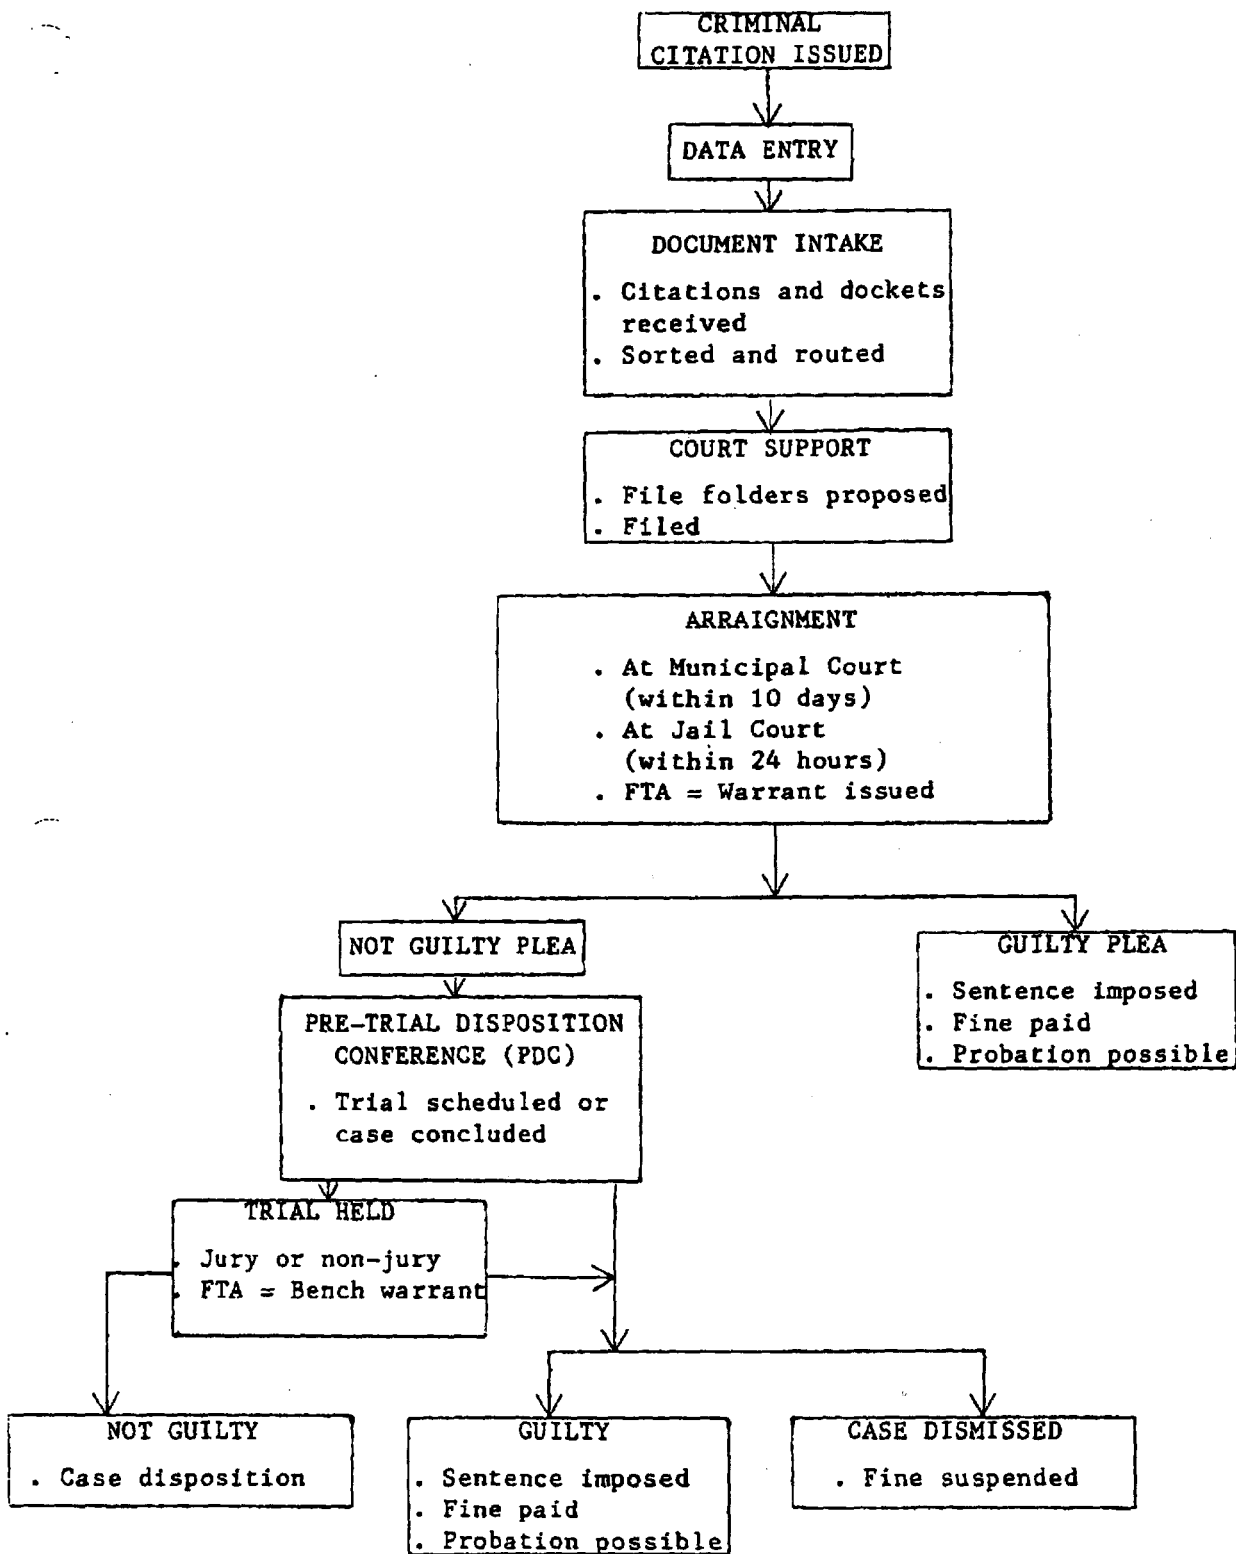 CRIMINAL
CITATION ISSUED
DATA ENTRY
DOCUMENT INTAKE
. Citations and dockets
received
. Sorted and routed
COURT SUPPORT
. File folders proposed
. Filed
ARRAIGNMENT
. At Municipal Court
(within 10 days)
. At Jail Court
(within 24 hours)
. FTA = Warrant issued
NOT GUILTY PLEA
GUILTY PLEA
. Sentence imposed
. Fine paid
. Probation possible
PRE-TRIAL DISPOSITION
CONFERENCE (PDC)
. Trial scheduled or
case concluded
TRIAL HELD
. Jury or non-jury
. FTA = Bench warrant
NOT GUILTY
. Case disposition
GUILTY
. Sentence imposed
. Fine paid
. Probation possible
CASE DISMISSED
. Fine suspended